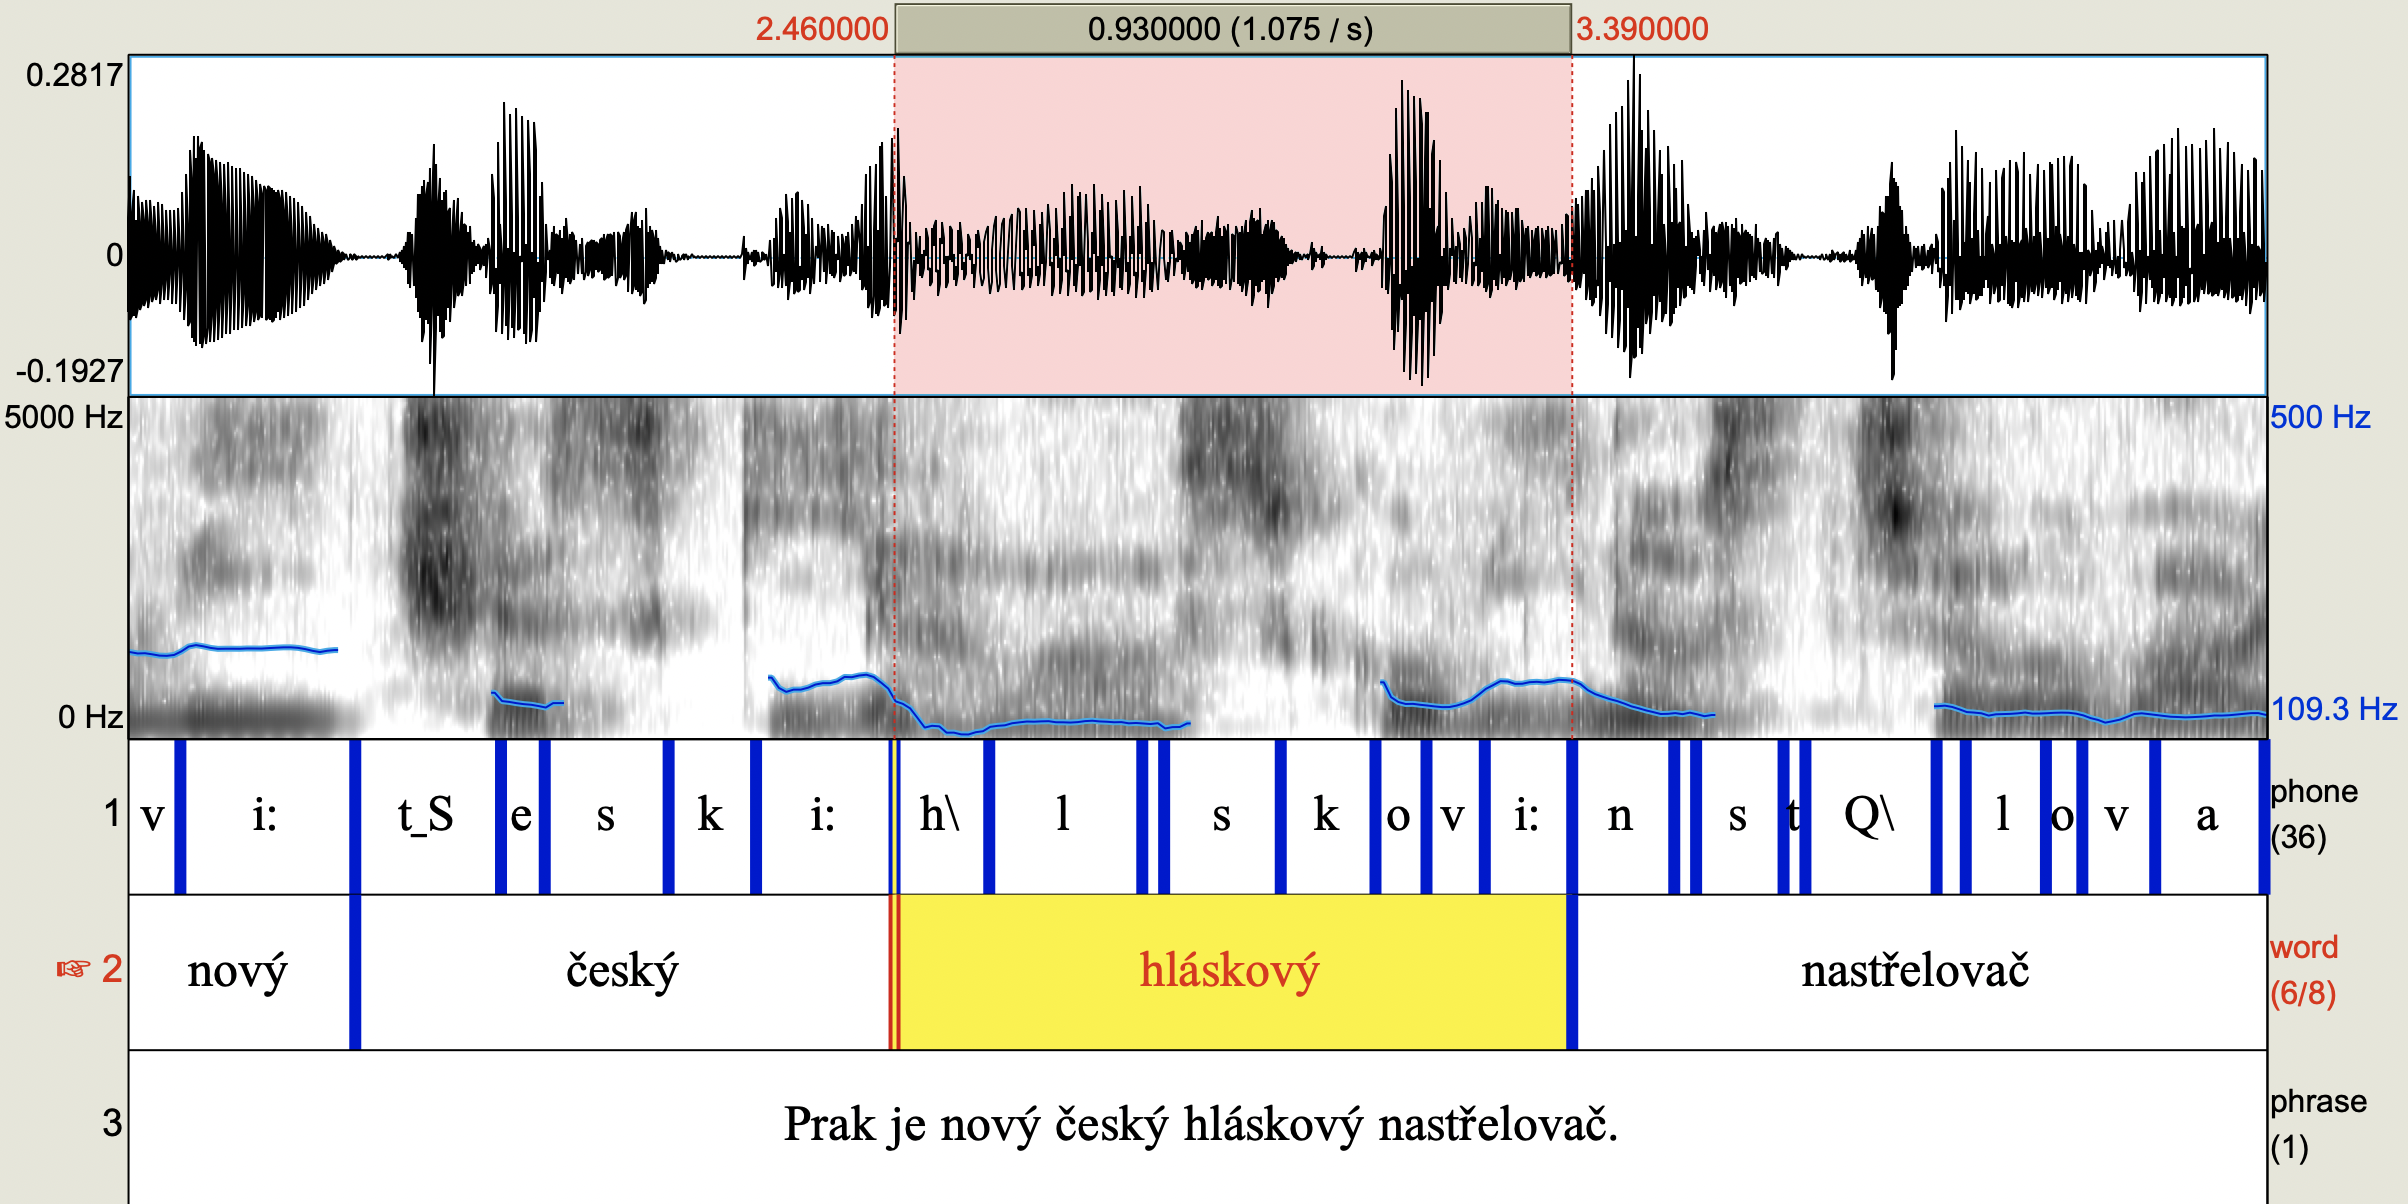 2.460000 0.930000 (1.075 / s) 3.390000
0.2817
0
-0.1927
5000 Hz 500 Hz
0 Hz 109.3 Hz
1 v i: t_S e s k i: h\ l s k o v i: n s t Q\ l o v a phone
(36)
☞ 2 nový český hláskový nastřelovač word
(6/8)
3 Prak je nový český hláskový nastřelovač. phrase
(1)